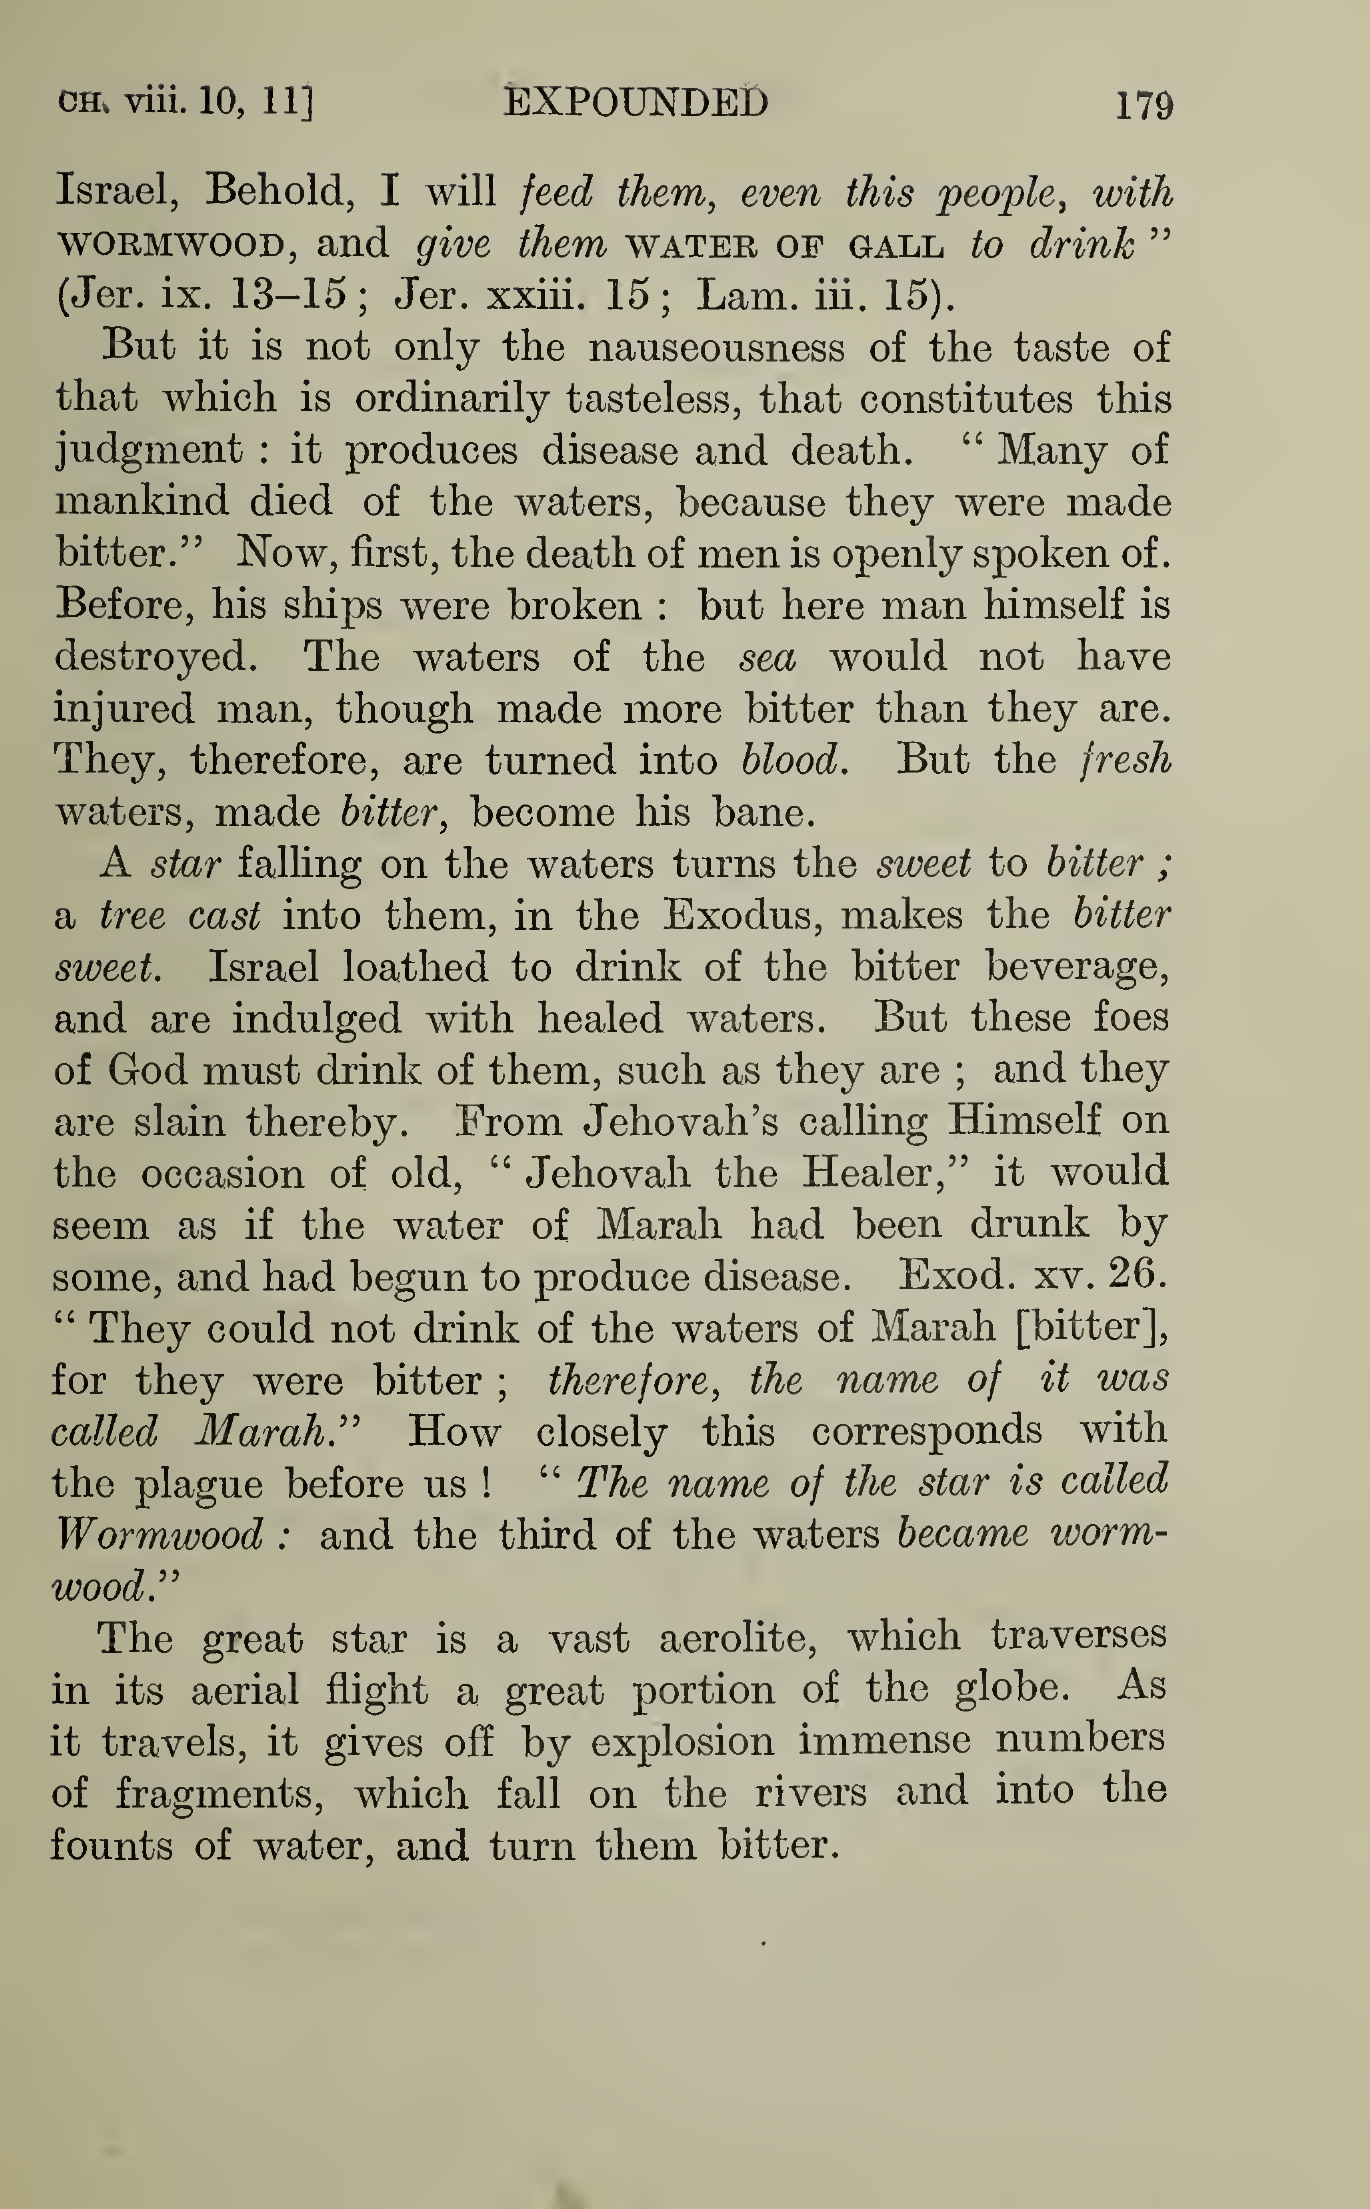 CH. viii. 10, 11] EXPOUNDED 179
Israel, Behold, I will feed them, even this people, with
WORMWOOD, and give them WATER OF GALL to drink ”
(Jer. ix. 13–15 ; Jer. xxiii. 15 ; Lam. iii. 15).
But it is not only the nauseousness of the taste of
that which is ordinarily tasteless, that constitutes this
judgment : it produces disease and death. “ Many of
mankind died of the waters, because they were made
bitter.” Now, first, the death of men is openly spoken of.
Before, his ships were broken : but here man himself is
destroyed. The waters of the sea would not have
injured man, though made more bitter than they are.
They, therefore, are turned into blood. But the fresh
waters, made bitter, become his bane.
A star falling on the waters turns the sweet to bitter ;
a tree cast into them, in the Exodus, makes the bitter
sweet. Israel loathed to drink of the bitter beverage,
and are indulged with healed waters. But these foes
of God must drink of them, such as they are ; and they
are slain thereby. From Jehovah’s calling Himself on
the occasion of old, “ Jehovah the Healer,” it would
seem as if the water of Marah had been drunk by
some, and had begun to produce disease. Exod. xv. 26.
“ They could not drink of the waters of Marah [bitter],
for they were bitter ; therefore, the name of it was
called Marah.” How closely this corresponds with
the plague before us ! “ The name of the star is called
Wormwood : and the third of the waters became worm-
wood.”
The great star is a vast aerolite, which traverses
in its aerial flight a great portion of the globe. As
it travels, it gives off by explosion immense numbers
of fragments, which fall on the rivers and into the
founts of water, and turn them bitter.